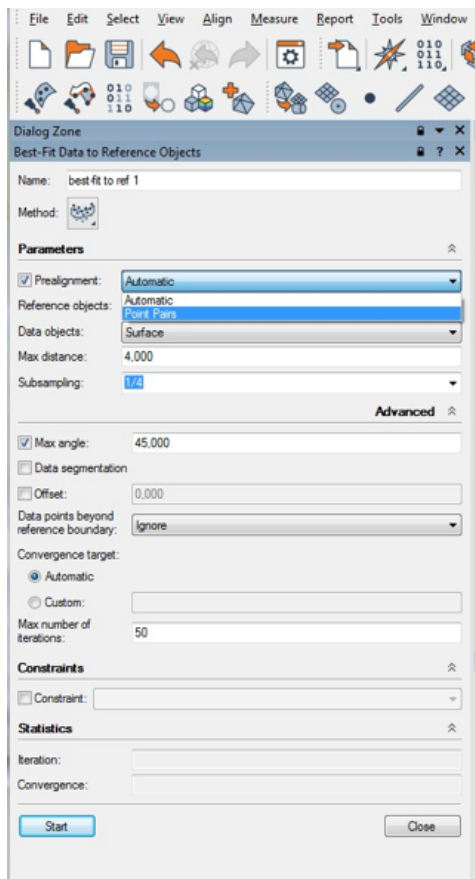 File Edit Select View Align Measure Report Tools Window
010
011
110,
010
011
110
Dialog Zone
Best-Fit Data to Reference Objects
Name: best-fit to ref 1
Method:
Parameters
Prealignment: Automatic
Automatic
Reference objects:
Point Pairs
Data objects: Surface
Max distance: 4,000
Subsampling: 1/4
Advanced
Max angle: 45,000
Data segmentation
Offset: 0,000
Data points beyond
reference boundary: Ignore
Convergence target:
Automatic
Custom:
Max number of
iterations: 50
Constraints
Constraint:
Statistics
Iteration:
Convergence:
Start Close